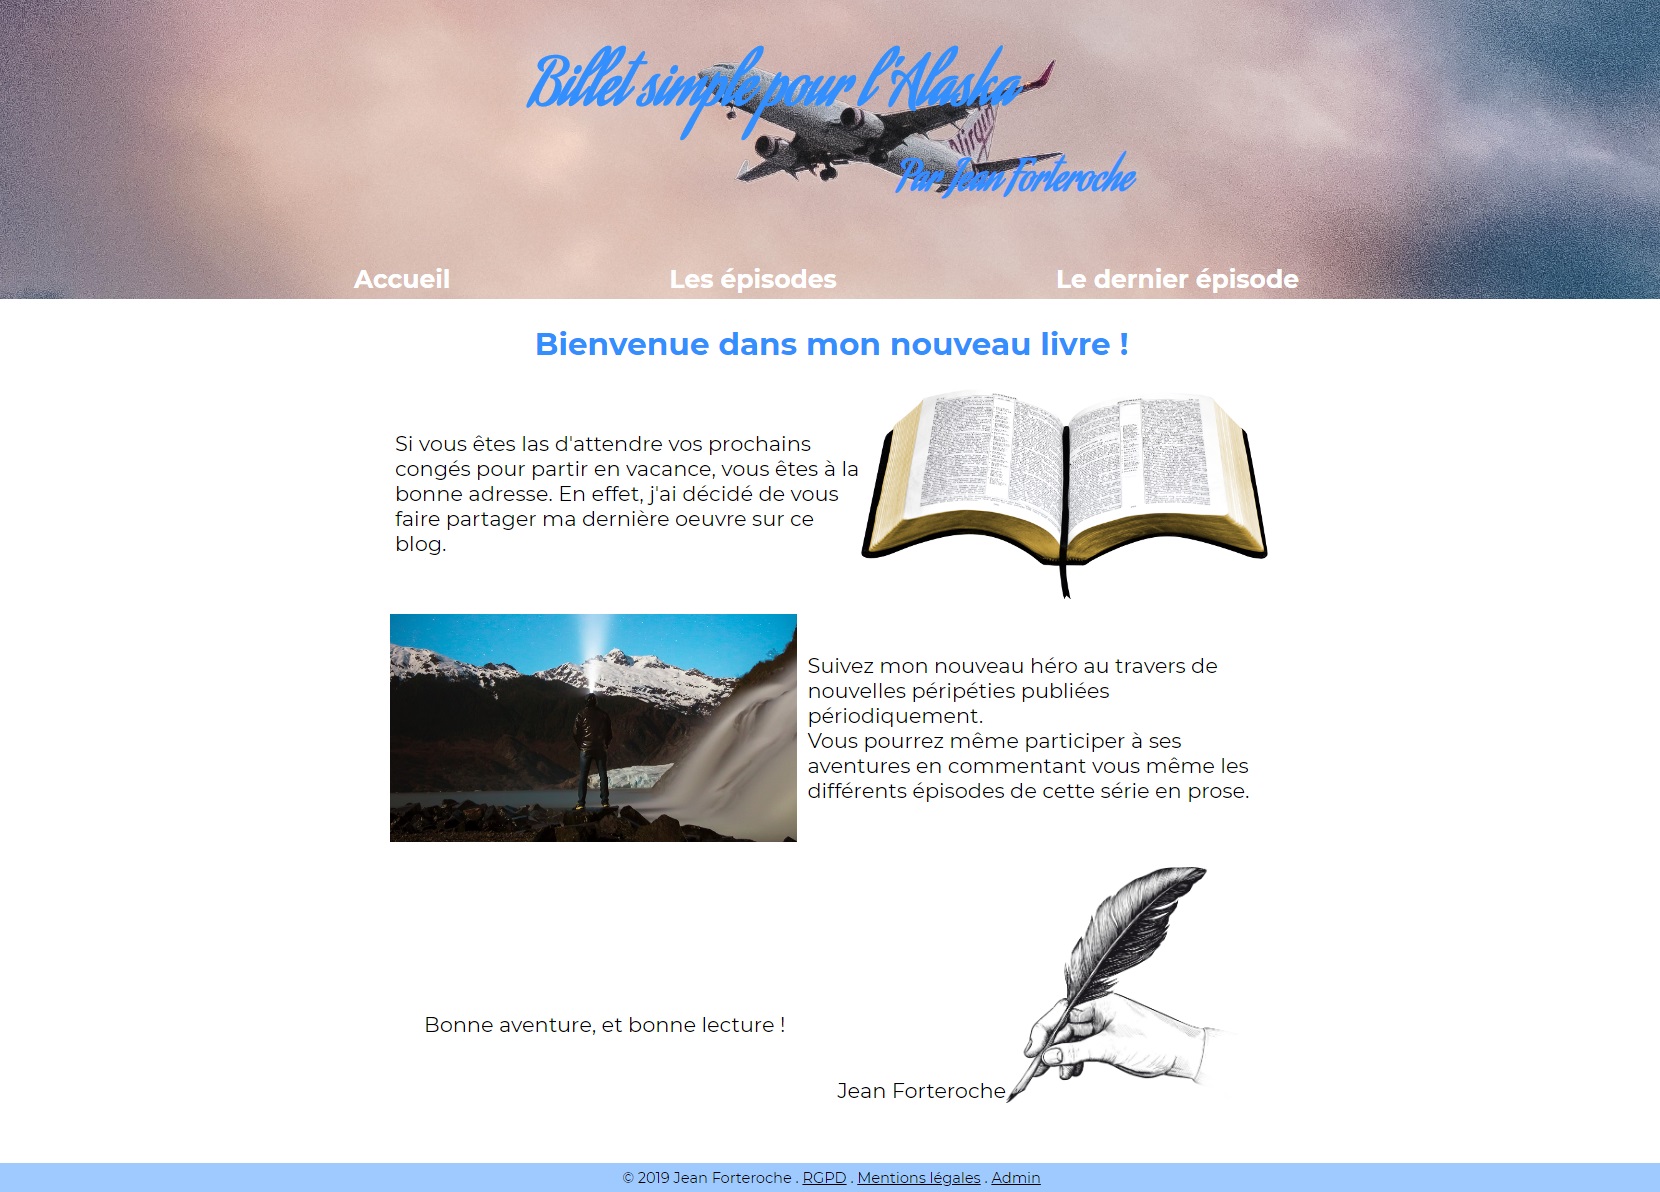 Billet simple pour l'Alaska
Virgin
Par Jean Forteroche
Accueil Les épisodes Le dernier épisode
Bienvenue dans mon nouveau livre !
Si vous êtes las d'attendre vos prochains
congés pour partir en vacance, vous êtes à la
bonne adresse. En effet, j'ai décidé de vous
faire partager ma dernière oeuvre sur ce
blog.
Suivez mon nouveau héro au travers de
nouvelles péripéties publiées
périodiquement.
Vous pourrez même participer à ses
aventures en commentant vous même les
différents épisodes de cette série en prose.
Bonne aventure, et bonne lecture !
Jean Forteroche
© 2019 Jean Forteroche . RGPD . Mentions légales . Admin